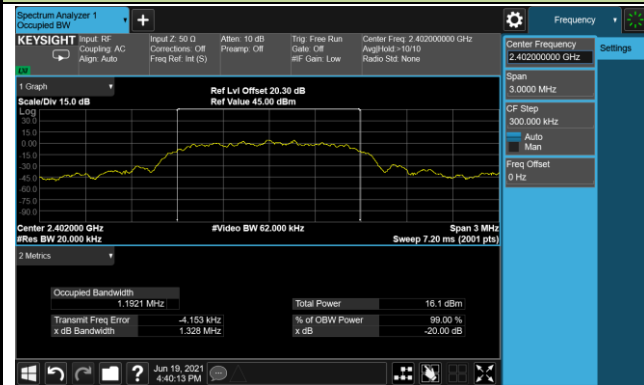 Spectrum Analyzer 1
Occupied BW
Frequency
KEYSIGHT
Input: RF
Coupling: AC
Align: Auto
Input Z: 50 Ω
Corrections: Off
Freq Ref: Int (S)
Atten: 10 dB
Preamp: Off
Trig: Free Run
Gate: Off
#IF Gain: Low
Center Freq: 2.402000000 GHz
Avg|Hold:>10/10
Radio Std: None
Center Frequency
2.402000000 GHz
Settings
Span
3.0000 MHz
CF Step
300.000 kHz
Auto
Man
Freq Offset
0 Hz
1 Graph
Scale/Div 15.0 dB
Ref Lvl Offset 20.30 dB
Ref Value 45.00 dBm
Log
30.0
15.0
0.00
-15.0
-30.0
-45.0
-60.0
-75.0
-90.0
Center 2.402000 GHz
#Res BW 20.000 kHz
#Video BW 62.000 kHz
Span 3 MHz
Sweep 7.20 ms (2001 pts)
2 Metrics
Occupied Bandwidth
1.1921 MHz
Total Power 16.1 dBm
Transmit Freq Error -4.153 kHz
% of OBW Power 99.00 %
x dB Bandwidth 1.328 MHz
x dB -20.00 dB
Jun 19, 2021
4:40:13 PM